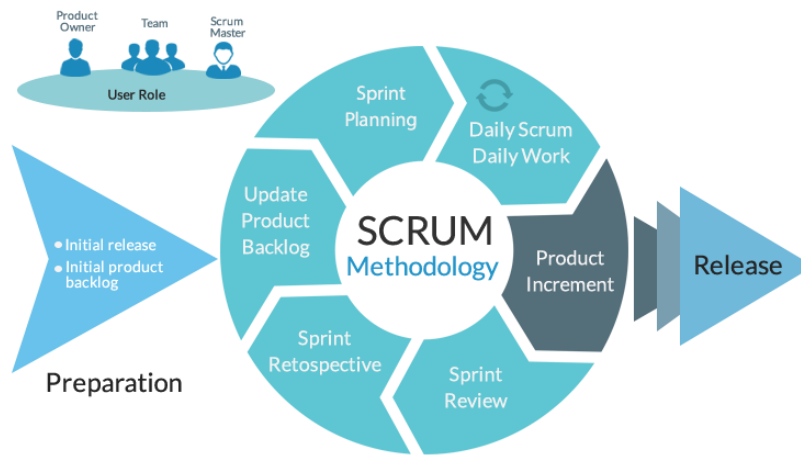 Product
Owner
Team
Scrum
Master
User Role
Sprint
Planning
Daily Scrum
Daily Work
Update
Product
Backlog
SCRUM
Methodology
Product
Increment
Release
• Initial release
• Initial product
backlog
Preparation
Sprint
Retospective
Sprint
Review